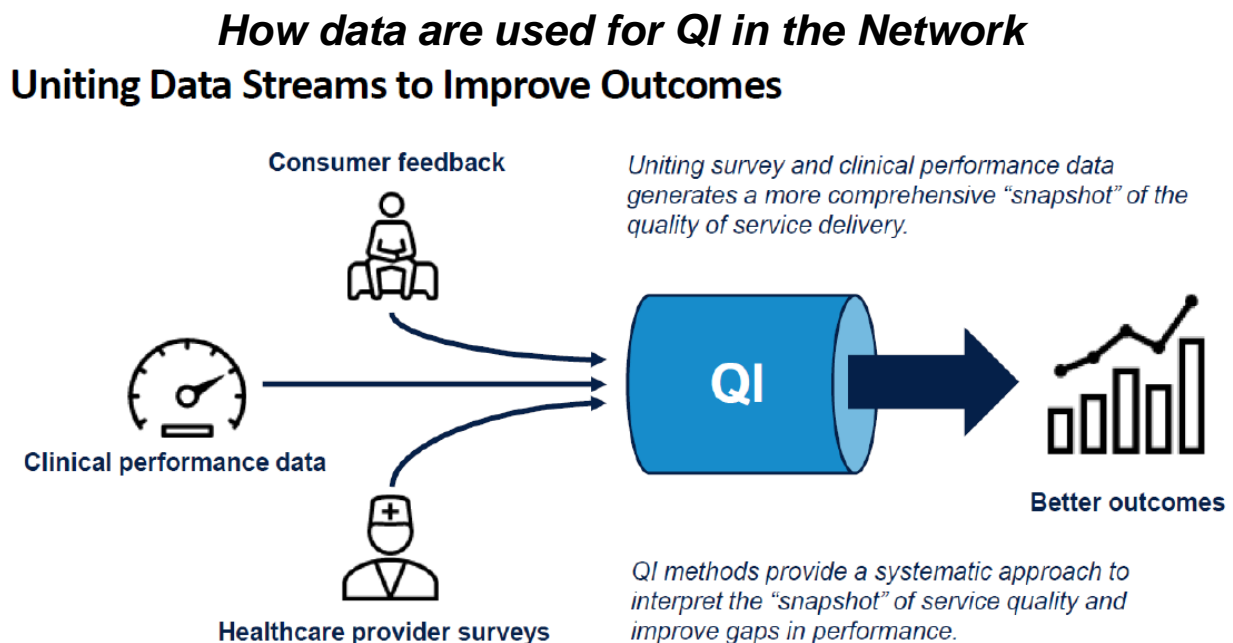 How data are used for QI in the Network
Uniting Data Streams to Improve Outcomes
Consumer feedback
Uniting survey and clinical performance data
generates a more comprehensive “snapshot” of the
quality of service delivery.
QI
Clinical performance data
Better outcomes
Healthcare provider surveys
QI methods provide a systematic approach to
interpret the “snapshot” of service quality and
improve gaps in performance.